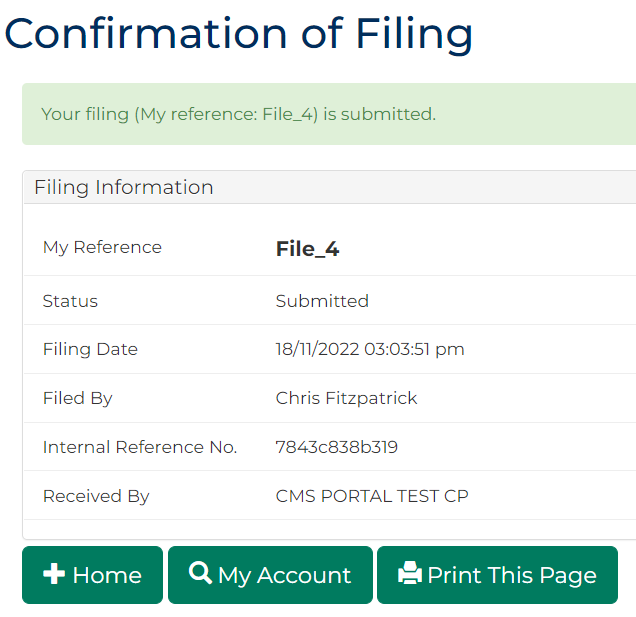 Confirmation of Filing
Your filing (My reference: File_4) is submitted.
Filing Information
My Reference File_4
Status Submitted
Filing Date 18/11/2022 03:03:51 pm
Filed By Chris Fitzpatrick
Internal Reference No. 7843c838b319
Received By CMS PORTAL TEST CP
Home My Account Print This Page